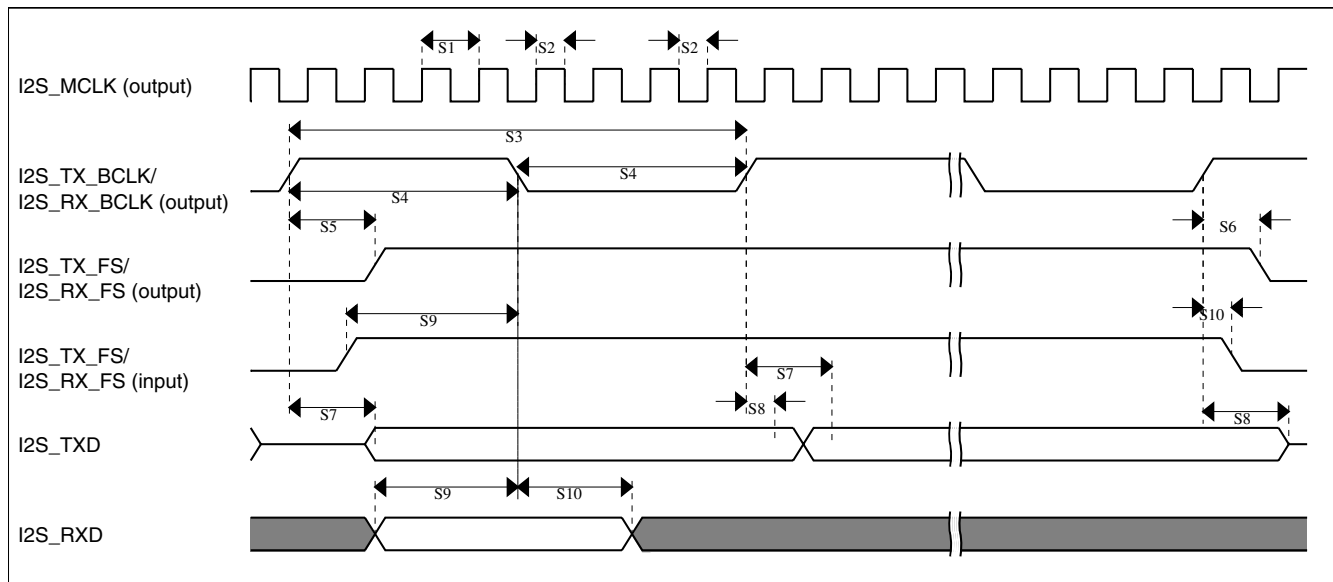 S1 S2 S2
I2S_MCLK (output)
S3
I2S_TX_BCLK/
I2S_RX_BCLK (output)
S4
S4
S5 S6
I2S_TX_FS/
I2S_RX_FS (output)
S9 S10
I2S_TX_FS/
I2S_RX_FS (input)
S7
S7 S8 S8
I2S_TXD
S9 S10
I2S_RXD